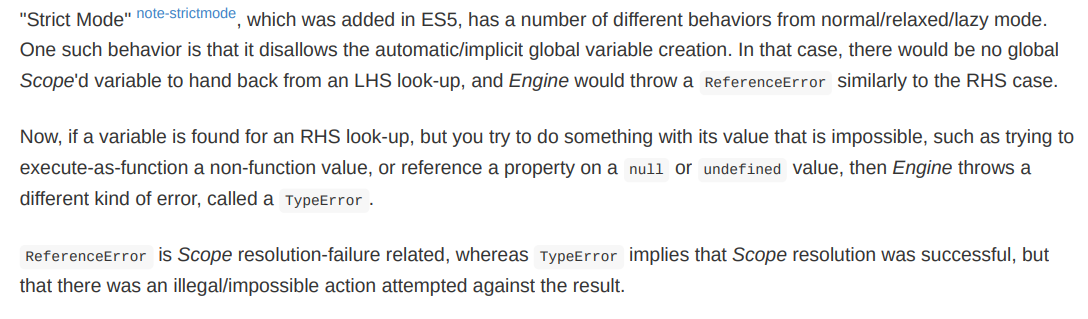 "Strict Mode" note-strictmode, which was added in ES5, has a number of different behaviors from normal/relaxed/lazy mode.
One such behavior is that it disallows the automatic/implicit global variable creation. In that case, there would be no global
Scope'd variable to hand back from an LHS look-up, and Engine would throw a ReferenceError similarly to the RHS case.
Now, if a variable is found for an RHS look-up, but you try to do something with its value that is impossible, such as trying to
execute-as-function a non-function value, or reference a property on a null or undefined value, then Engine throws a
different kind of error, called a TypeError.
ReferenceError is Scope resolution-failure related, whereas TypeError implies that Scope resolution was successful, but
that there was an illegal/impossible action attempted against the result.